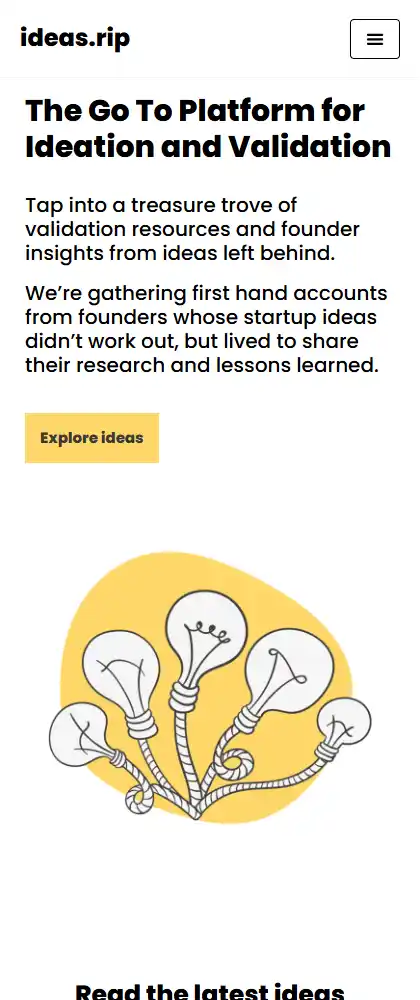 ideas.rip
The Go To Platform for
Ideation and Validation
Tap into a treasure trove of
validation resources and founder
insights from ideas left behind.
We’re gathering first hand accounts
from founders whose startup ideas
didn’t work out, but lived to share
their research and lessons learned.
Explore ideas
Read the latest ideas